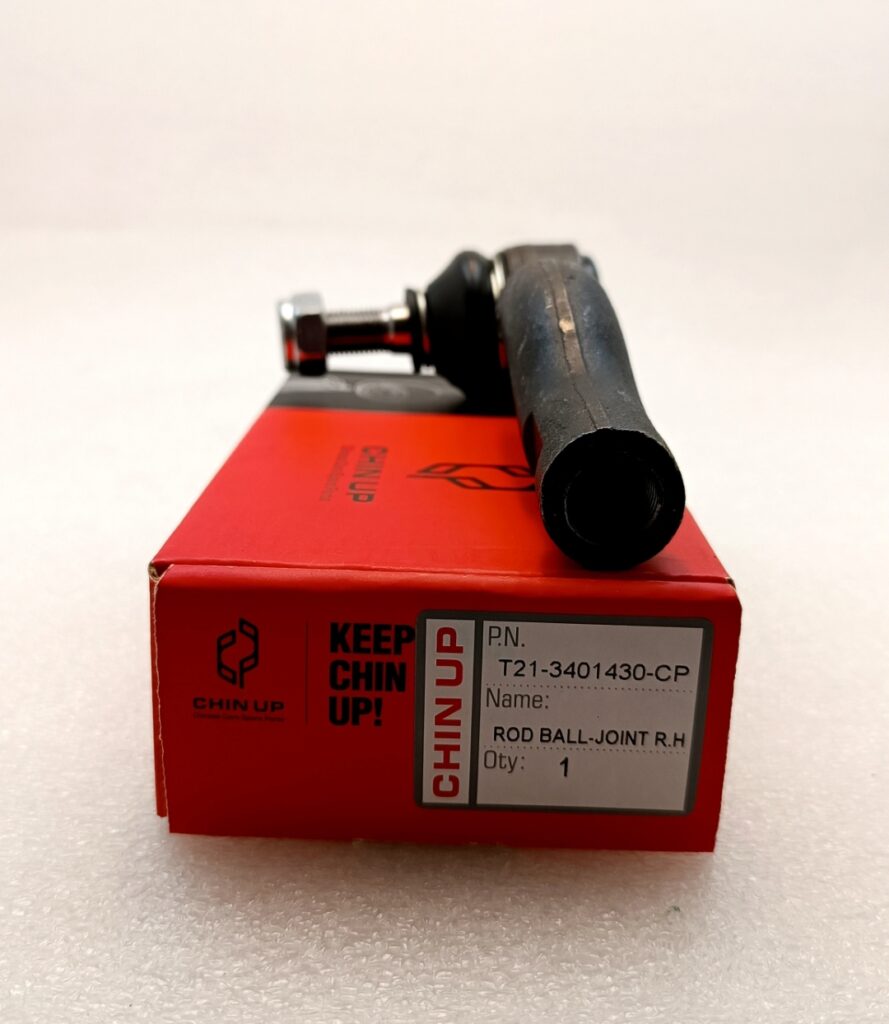 CHIN UP
CHIN UP
KEEP
CHIN
UP!
CHIN UP
P.N.
T21-3401430-CP
Name:
ROD BALL-JOINT R.H
Qty:
1